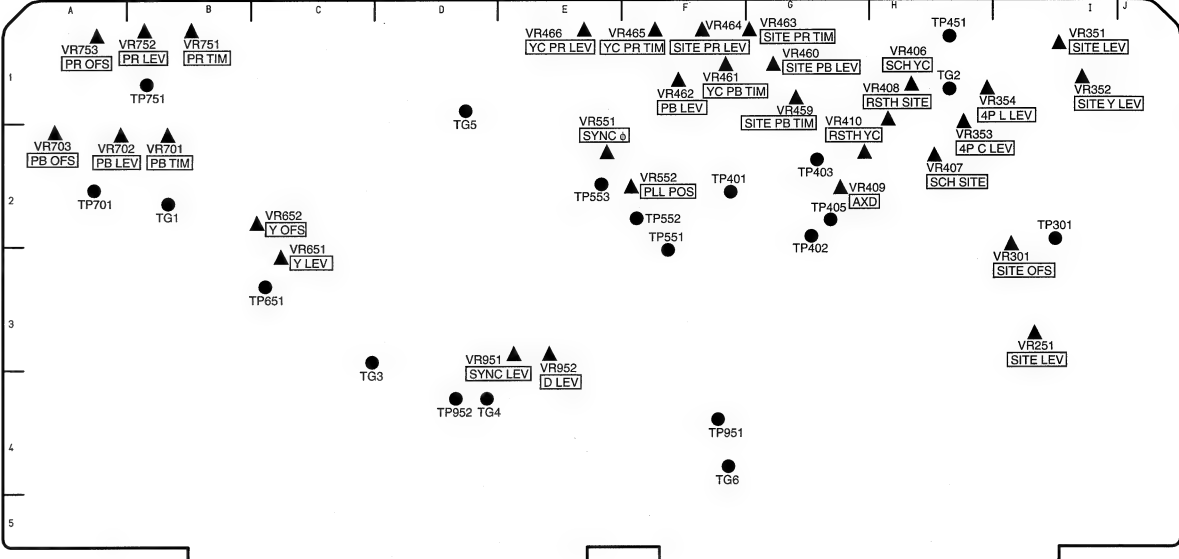 A B C D E F G H I J
1
2
3
4
5
VR753
PR OFS
VR752
PR LEV
VR751
PR TIM
TP751
VR703
PB OFS
VR702
PB LEV
VR701
PB TIM
TP701
TG1
VR652
Y OFS
VR651
Y LEV
TP651
TG3
TG5
VR466
YC PR LEV
VR465
YC PR TIM
VR464
SITE PR LEV
VR463
SITE PR TIM
VR460
SITE PB LEV
VR461
YC PB TIM
VR462
PB LEV
VR459
SITE PB TIM
VR406
SCH YC
VR408
RSTH SITE
VR410
RSTH YC
TP451
TG2
VR351
SITE LEV
VR352
SITE Y LEV
VR354
4P L LEV
VR353
4P C LEV
VR407
SCH SITE
VR551
SYNC ϕ
TP553
VR552
PLL POS
TP552
TP551
TP401
TP403
VR409
AXD
TP405
TP402
TP301
VR301
SITE OFS
VR251
SITE LEV
VR951
SYNC LEV
VR952
D LEV
TP952
TG4
TP951
TG6